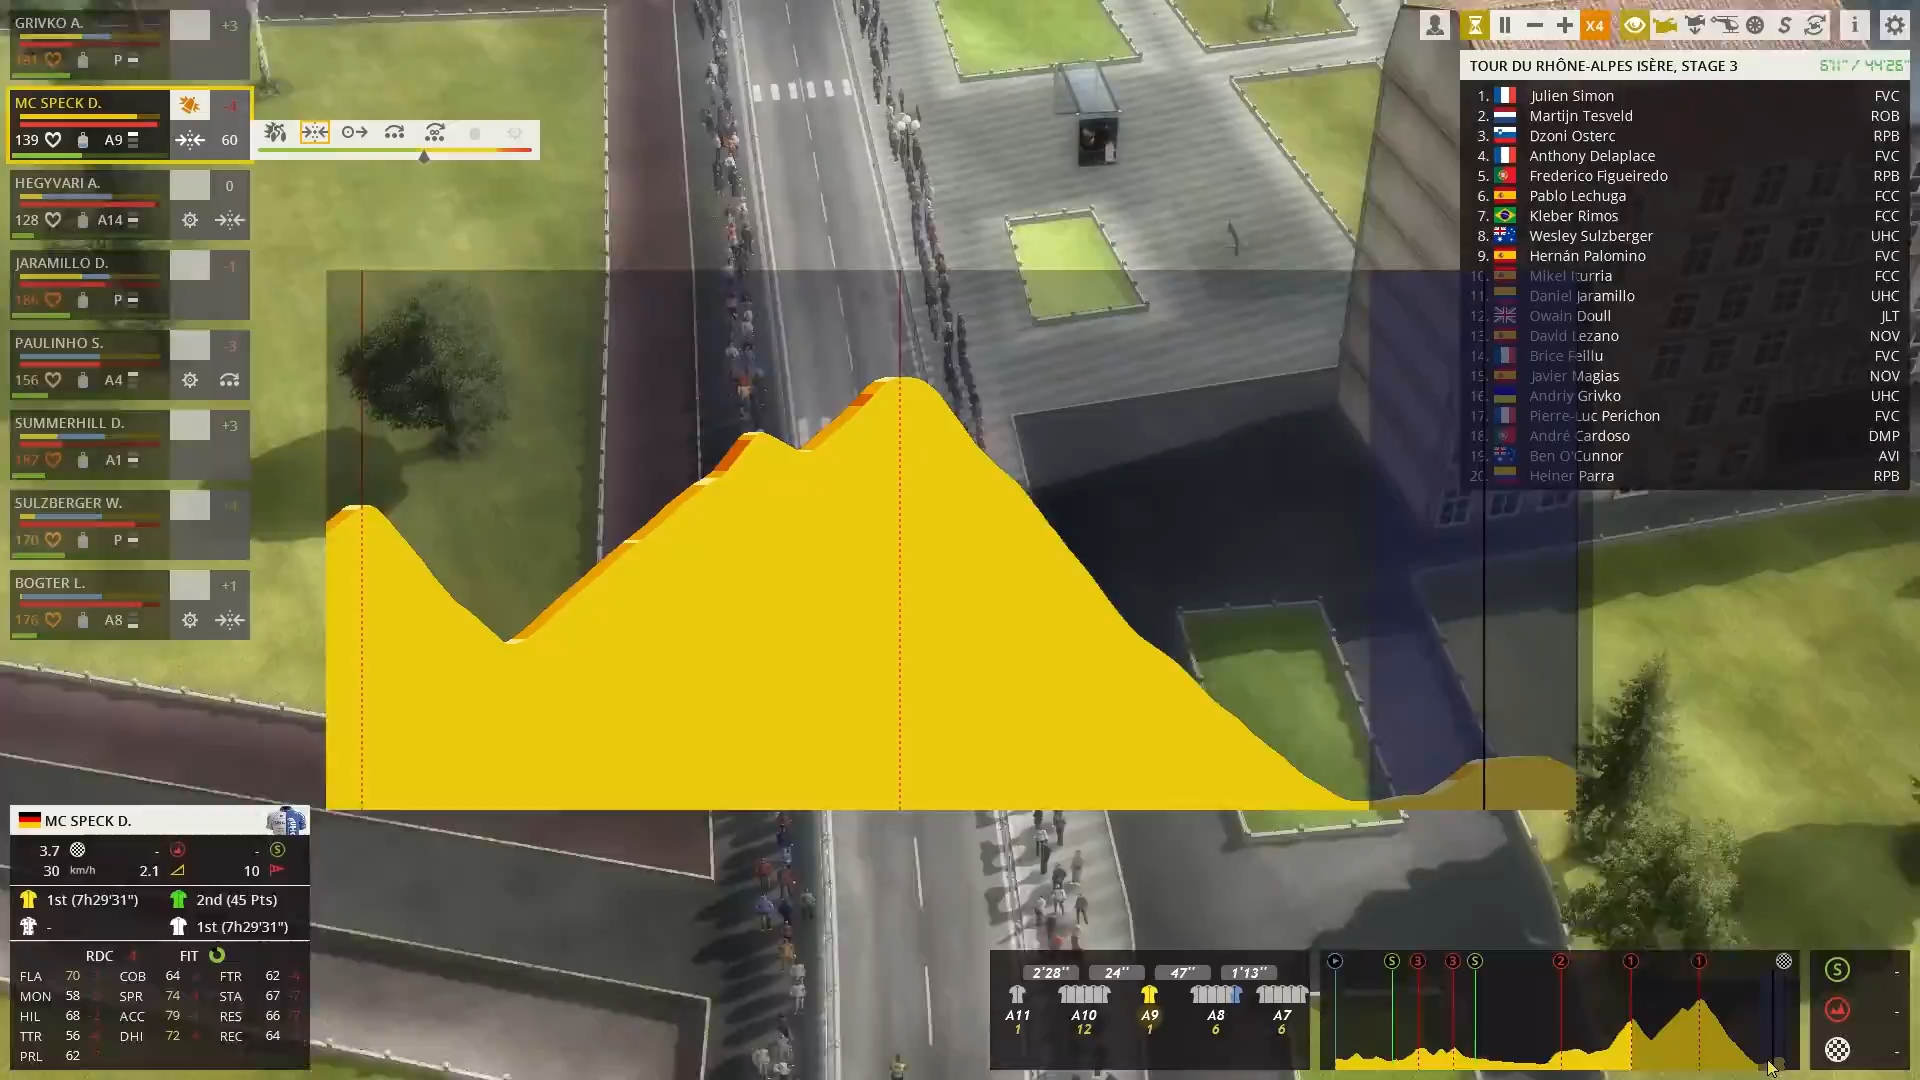 GRIVKO A. +3
181 P
MC SPECK D. -4
139 A9 60
HEGYVARI A. 0
128 A14
JARAMILLO D. -1
186 P
PAULINHO S. -3
156 A4
SUMMERHILL D. +3
187 A1
SULZBERGER W. +4
170 P
BOGTER L. +1
176 A8
X4
S
i
TOUR DU RHÔNE-ALPES ISÈRE, STAGE 3
1. Julien Simon FVC
2. Martijn Tesveld ROB
3. Dzoni Osterc RPB
4. Anthony Delaplace FVC
5. Frederico Figueiredo RPB
6. Pablo Lechuga FCC
7. Kleber Rimos FCC
8. Wesley Sulzberger UHC
9. Hernán Palomino FVC
10. Mikel Iturria FCC
11. Daniel Jaramillo UHC
12. Owain Doull JLT
13. David Lezano NOV
14. Brice Feillu FVC
15. Javier Magias NOV
16. Andriy Grivko UHC
17. Pierre-Luc Perichon FVC
18. André Cardoso DMP
19. Ben O'Cunnor AVI
20. Heiner Parra RPB
MC SPECK D.
3.7 - - S
30 km/h 2.1 10
1st (7h29'31") 2nd (45 Pts)
- 1st (7h29'31")
RDC -4 FIT
FLA 70 COB 64 FTR 62
MON 58 SPR 74 STA 67
HIL 68 ACC 79 RES 66
TTR 56 DHI 72 REC 64
PRL 62
2'28'' 24'' 47'' 1'13''
A11 A10 A9 A8 A7
1 12 1 6 6
S 3 3 S 2 1 1
S -
-
-